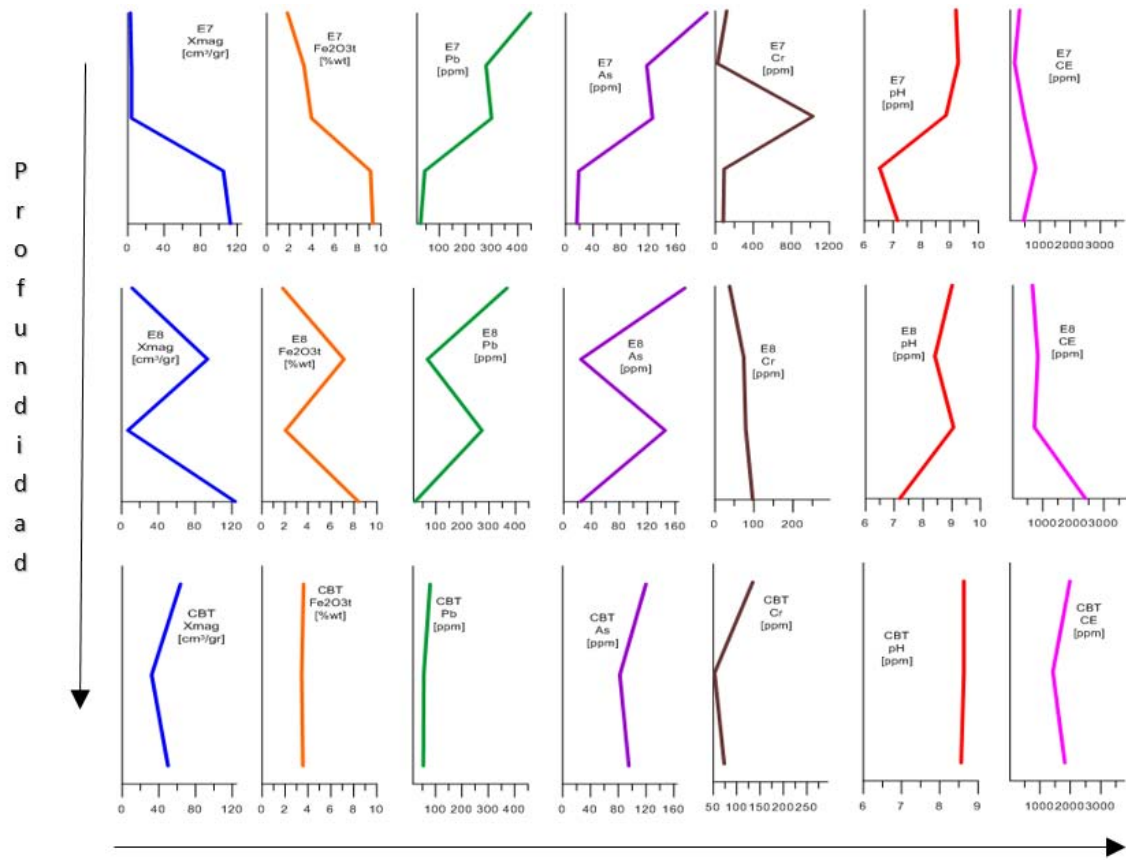 Profundidad
E7
Xmag
[cm³/gr]
0 40 80 120
E7
Fe2O3t
[%wt]
0 2 4 6 8 10
E7
Pb
[ppm]
100 200 300 400
E7
As
[ppm]
0 40 80 120 160
E7
Cr
[ppm]
0 400 800 1200
E7
pH
[ppm]
6 7 8 9 10
E7
CE
[ppm]
1000 2000 3000
E8
Xmag
[cm³/gr]
0 40 80 120
E8
Fe2O3t
[%wt]
0 2 4 6 8 10
E8
Pb
[ppm]
100 200 300 400
E8
As
[ppm]
0 40 80 120 160
E8
Cr
[ppm]
0 100 200
E8
pH
[ppm]
6 7 8 9 10
E8
CE
[ppm]
1000 2000 3000
CBT
Xmag
[cm³/gr]
0 40 80 120
CBT
Fe2O3t
[%wt]
0 2 4 6 8 10
CBT
Pb
[ppm]
100 200 300 400
CBT
As
[ppm]
0 40 80 120 160
CBT
Cr
[ppm]
50 100 150 200 250
CBT
pH
[ppm]
6 7 8 9
CBT
CE
[ppm]
1000 2000 3000